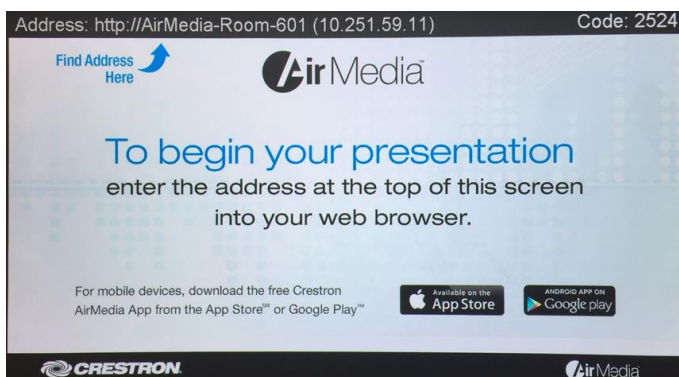 Address: http://AirMedia-Room-601 (10.251.59.11)
Code: 2524
Find Address
Here
AirMedia™
To begin your presentation
enter the address at the top of this screen
into your web browser.
For mobile devices, download the free Crestron
AirMedia App from the App Store℠ or Google Play™
Available on the
App Store
ANDROID APP ON
Google play
CRESTRON.
AirMedia